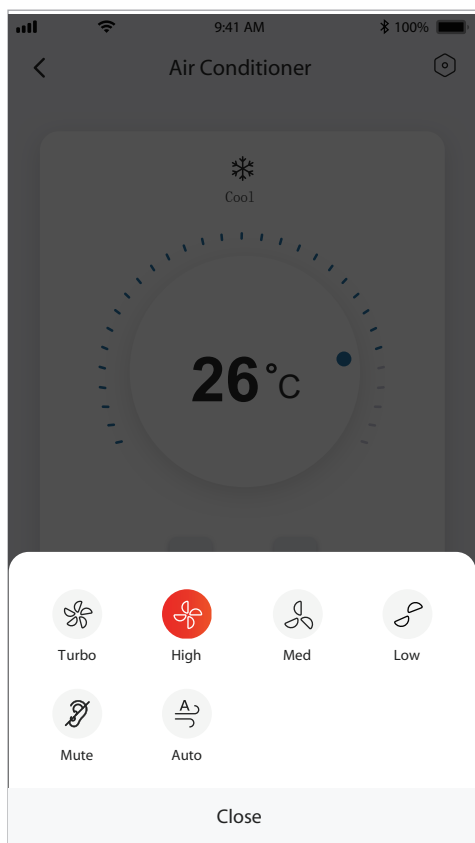 9:41 AM 100%
Air Conditioner
Cool
26°C
Turbo High Med Low
A
Mute Auto
Close